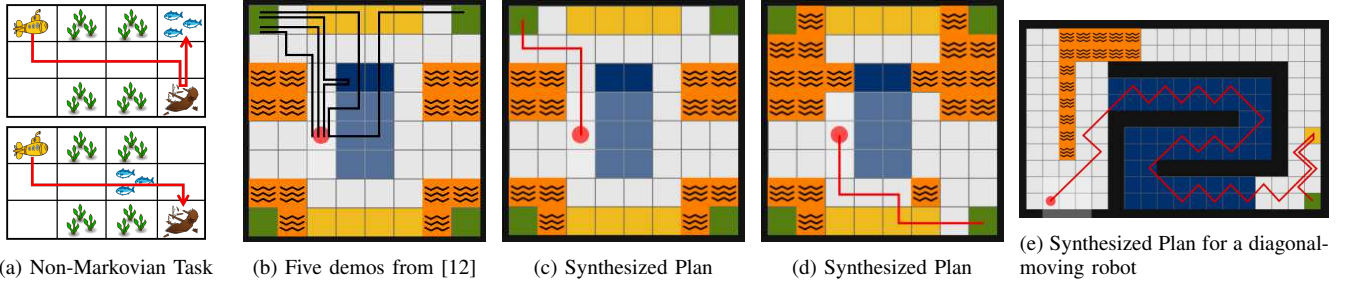 (a) Non-Markovian Task
(b) Five demos from [12]
(c) Synthesized Plan
(d) Synthesized Plan
(e) Synthesized Plan for a diagonal-
moving robot